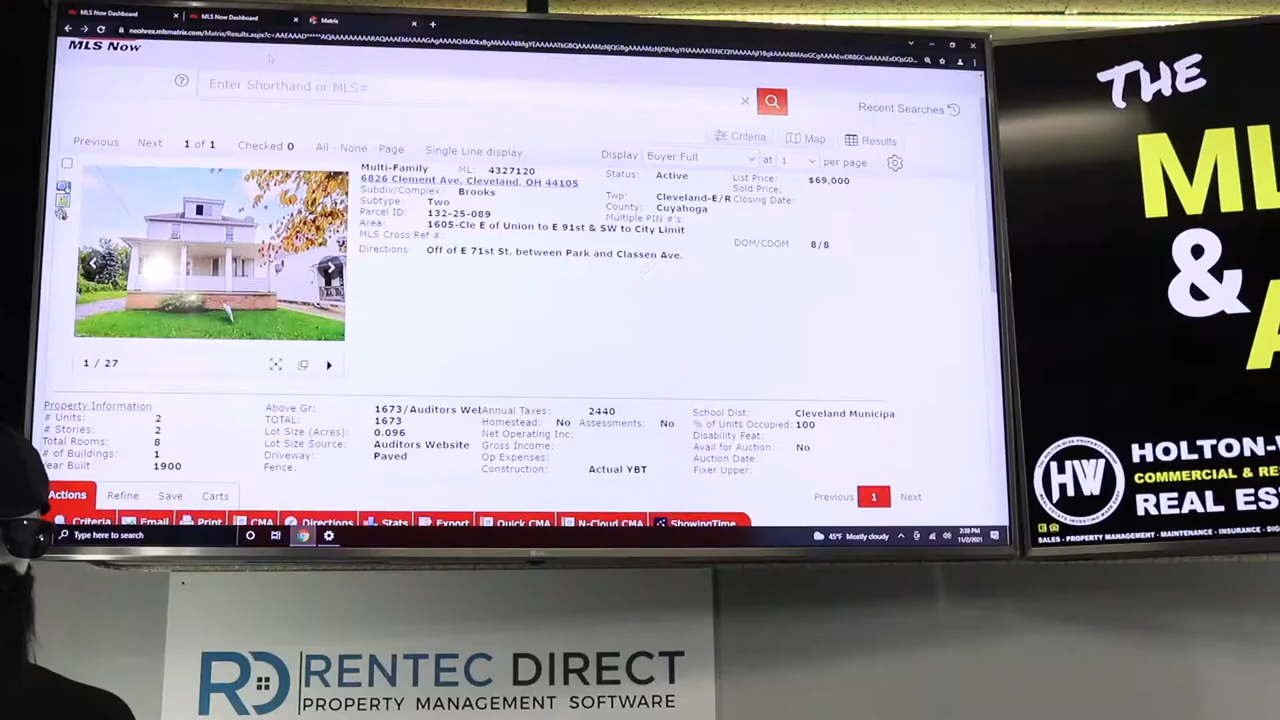 MLS Now Dashboard
MLS Now Dashboard
Matrix
MLS Now
Enter Shorthand or MLS#
Recent Searches
Criteria
Map
Results
Previous Next 1 of 1 Checked 0 All · None Page Single Line display
Display Buyer Full at 1 per page
Multi-Family ML: 4327120
6826 Clement Ave, Cleveland, OH 44105
Subdiv/Complex: Brooks
Subtype: Two
Parcel ID: 132-25-089
Area: 1605-Cle E of Union to E 91st & SW to City Limit
MLS Cross Ref #:
Directions: Off of E 71st St. between Park and Classen Ave.
Status: Active
Twp: Cleveland-E/R
County: Cuyahoga
Multiple PIN #'s:
List Price: $69,000
Sold Price:
Closing Date:
DOM/CDOM 8/8
1 / 27
Property Information
# Units: 2
# Stories: 2
Total Rooms: 8
# of Buildings: 1
Year Built: 1900
Above Gr: 1673/Auditors Wel
TOTAL: 1673
Lot Size (Acres): 0.096
Lot Size Source: Auditors Website
Driveway: Paved
Fence:
Annual Taxes: 2440
Homestead: No Assessments: No
Net Operating Inc:
Gross Income:
Op Expenses:
Construction: Actual YBT
School Dist: Cleveland Municipa
% of Units Occupied: 100
Disability Feat:
Avail for Auction: No
Auction Date:
Fixer Upper:
Actions Refine Save Carts
Previous 1 Next
Criteria Email Print CMA Directions Stats Export Quick CMA N-Cloud CMA ShowingTime
Type here to search
45°F Mostly cloudy
2:38 PM
11/2/2021
THE
ML
&
A
HW
HOLTON-W
COMMERCIAL & RE
REAL ES
SALES - PROPERTY MANAGEMENT - MAINTENANCE - INSURANCE - DIG
RD RENTEC DIRECT
PROPERTY MANAGEMENT SOFTWARE